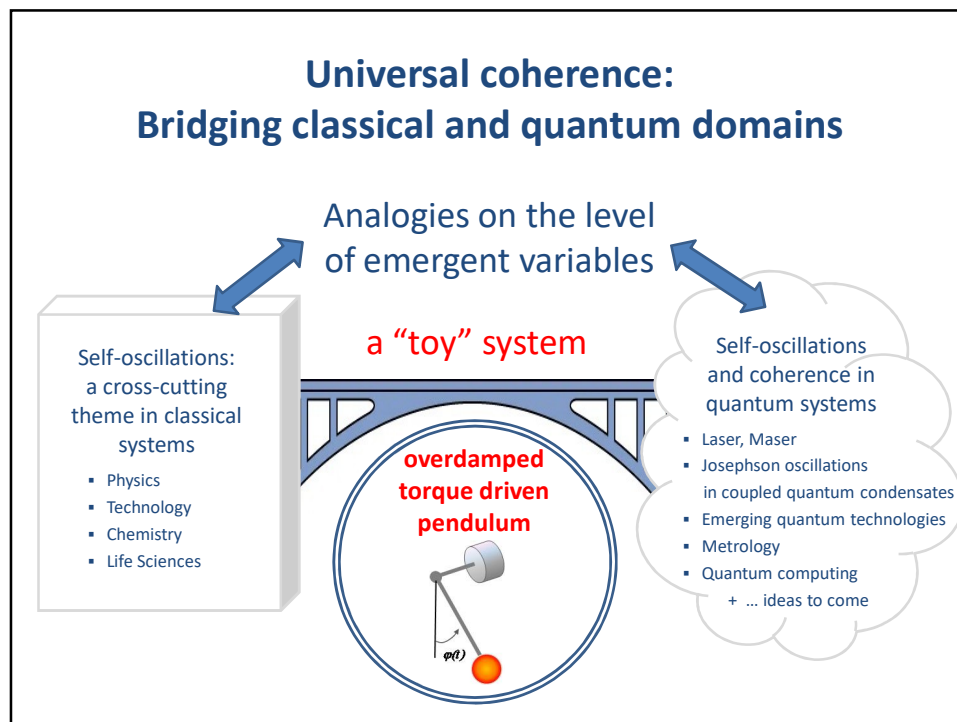 Universal coherence:
Bridging classical and quantum domains
Analogies on the level
of emergent variables
Self-oscillations:
a cross-cutting
theme in classical
systems
▪ Physics
▪ Technology
▪ Chemistry
▪ Life Sciences
a “toy” system
overdamped
torque driven
pendulum
φ(t)
Self-oscillations
and coherence in
quantum systems
▪ Laser, Maser
▪ Josephson oscillations
in coupled quantum condensates
▪ Emerging quantum technologies
▪ Metrology
▪ Quantum computing
+ … ideas to come